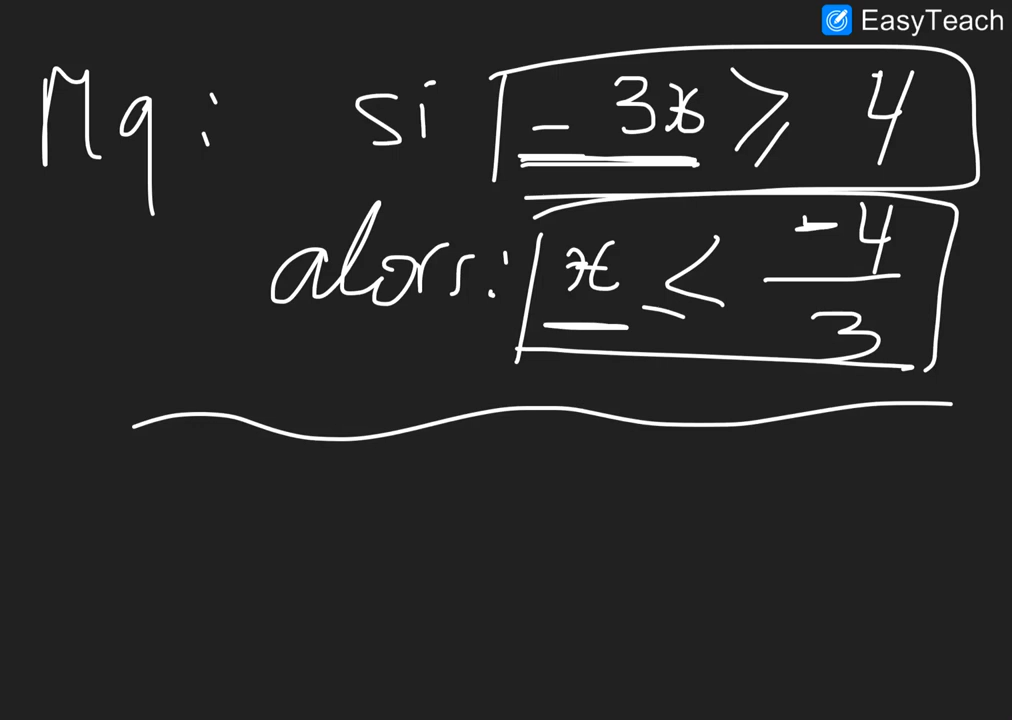 EasyTeach
Mq : si - 3x ≥ 4
alors : x ≤ -4/3